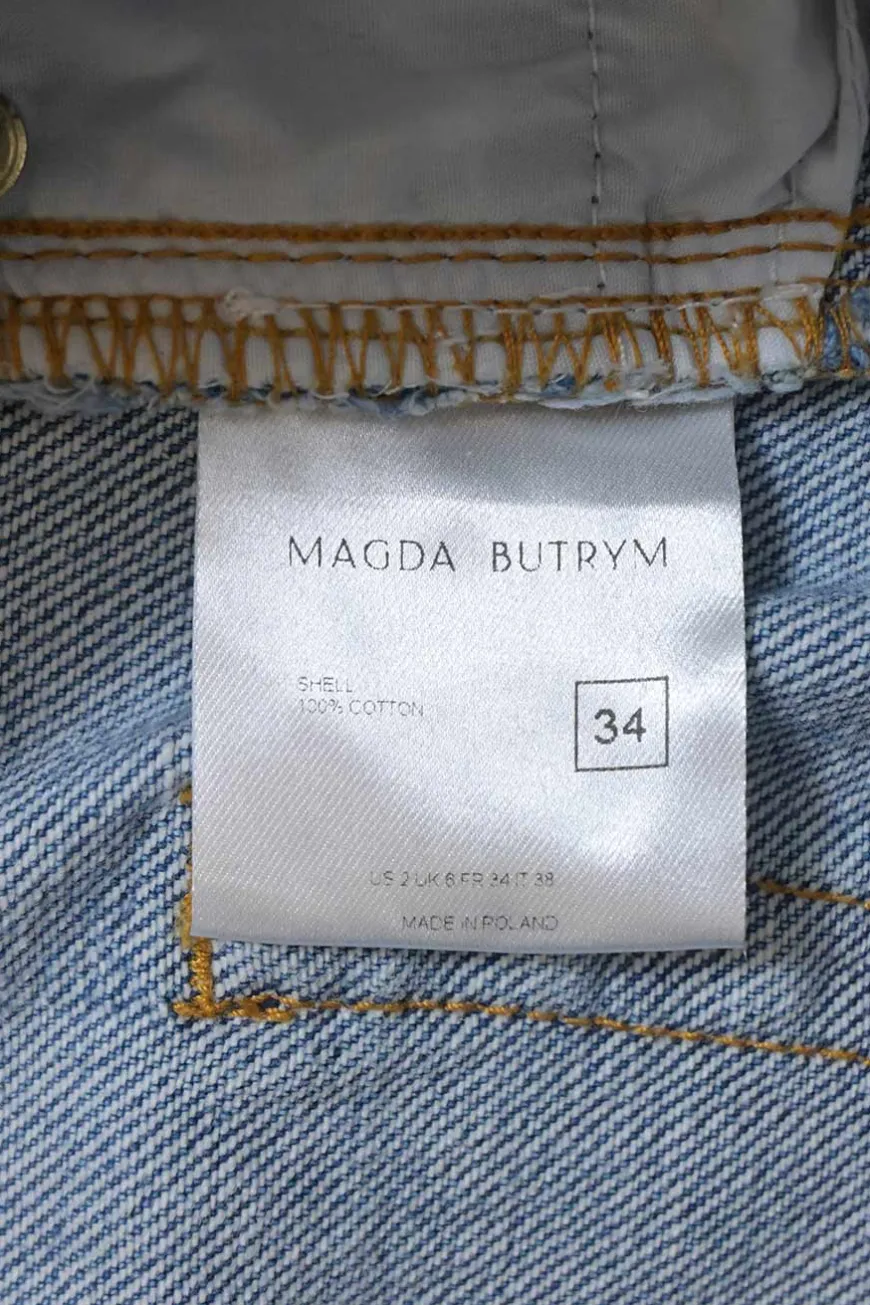 MAGDA BUTRYM
SHELL
100% COTTON
34
US 2 UK 6 FR 34 IT 38
MADE IN POLAND